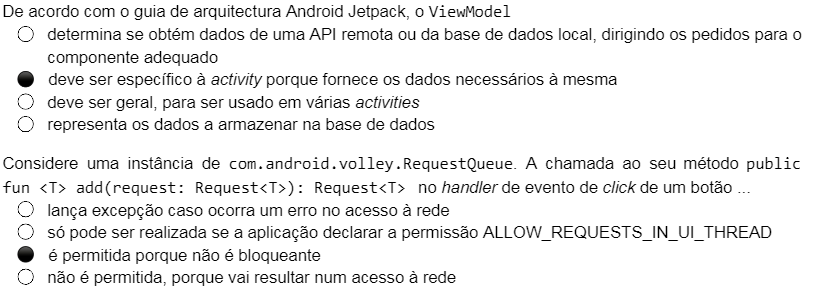 De acordo com o guia de arquitectura Android Jetpack, o ViewModel
determina se obtém dados de uma API remota ou da base de dados local, dirigindo os pedidos para o
componente adequado
deve ser específico à activity porque fornece os dados necessários à mesma
deve ser geral, para ser usado em várias activities
representa os dados a armazenar na base de dados
Considere uma instância de com.android.volley.RequestQueue. A chamada ao seu método public
fun <T> add(request: Request<T>): Request<T> no handler de evento de click de um botão ...
lança excepção caso ocorra um erro no acesso à rede
só pode ser realizada se a aplicação declarar a permissão ALLOW_REQUESTS_IN_UI_THREAD
é permitida porque não é bloqueante
não é permitida, porque vai resultar num acesso à rede